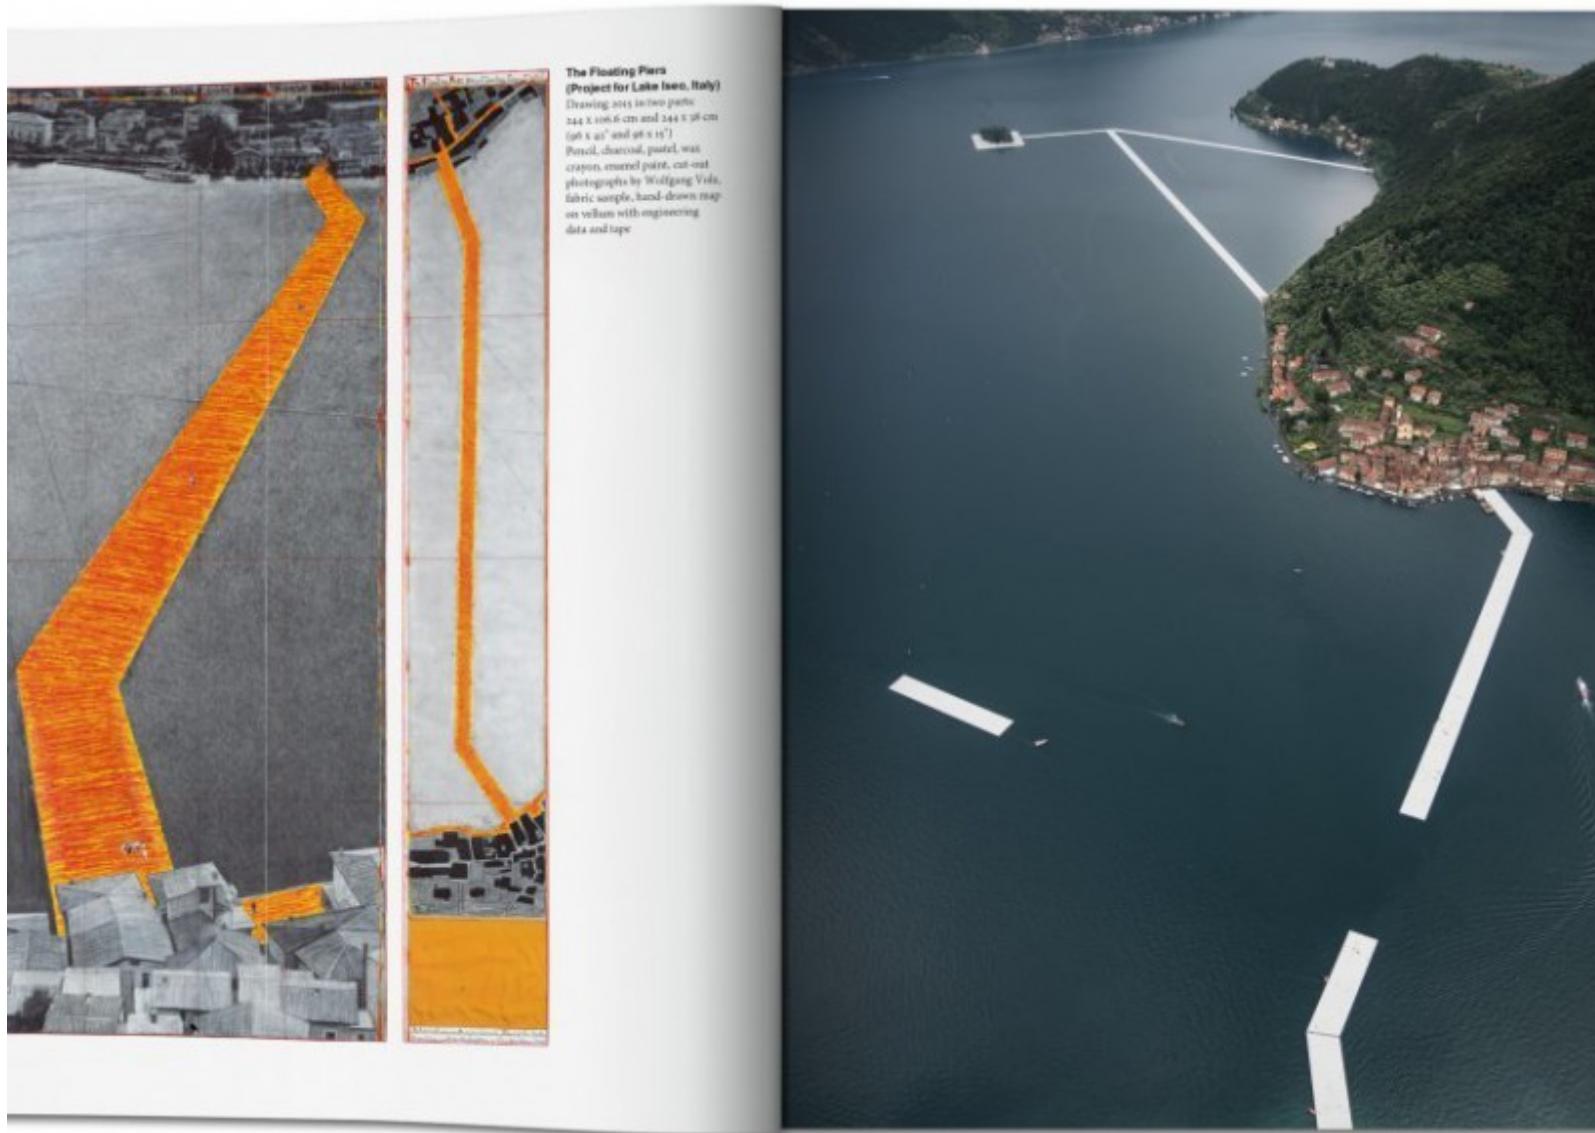 The Floating Piers
(Project for Lake Iseo, Italy)
Drawing 2015 in two parts:
244 x 106.6 cm and 244 x 38 cm
(96 x 42" and 96 x 15")
Pencil, charcoal, pastel, wax
crayon, enamel paint, cut-out
photographs by Wolfgang Volz,
fabric sample, hand-drawn map
on vellum with engineering
data and tape